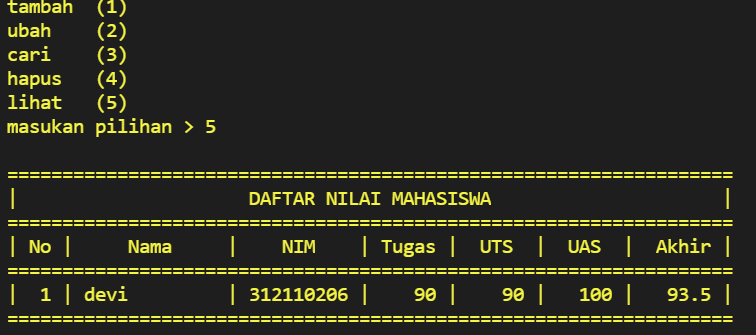 tambah  (1)
ubah    (2)
cari    (3)
hapus   (4)
lihat   (5)
masukan pilihan > 5
==================================================================
|                     DAFTAR NILAI MAHASISWA                     |
==================================================================
| No |     Nama     |    NIM    | Tugas |  UTS  |  UAS  |  Akhir |
==================================================================
|  1 | devi         | 312110206 |    90 |    90 |   100 |   93.5 |
==================================================================